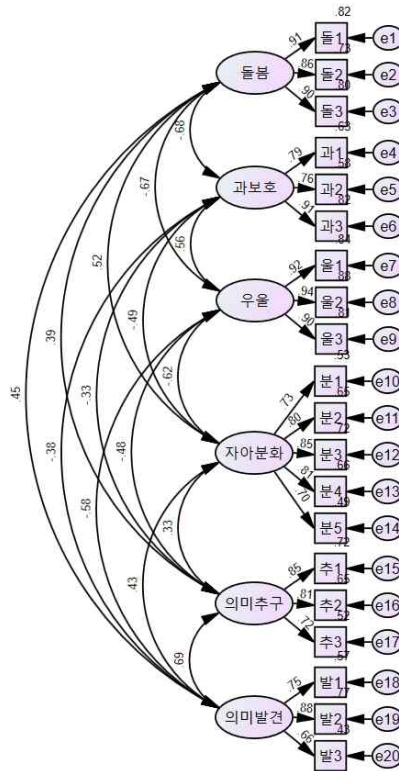 .82
.91
돌1
e1
.73
돌봄
.86
돌2
e2
.80
.90
돌3
e3
.63
-.68
.79
과1
e4
.58
과보호
.76
과2
e5
.82
-.67
.91
과3
e6
.84
.56
.92
울1
e7
.88
.52
우울
.94
울2
e8
.81
-.49
.90
울3
e9
.53
.39
-.62
.73
분1
e10
.65
-.33
.80
분2
e11
.72
.45
-.48
자아분화
.85
분3
e12
.66
-.38
.81
분4
e13
.49
-.58
.33
.70
분5
e14
.72
.43
.85
추1
e15
.65
의미추구
.81
추2
e16
.52
.72
추3
e17
.57
.69
.75
발1
e18
.77
의미발견
.88
발2
e19
.43
.66
발3
e20